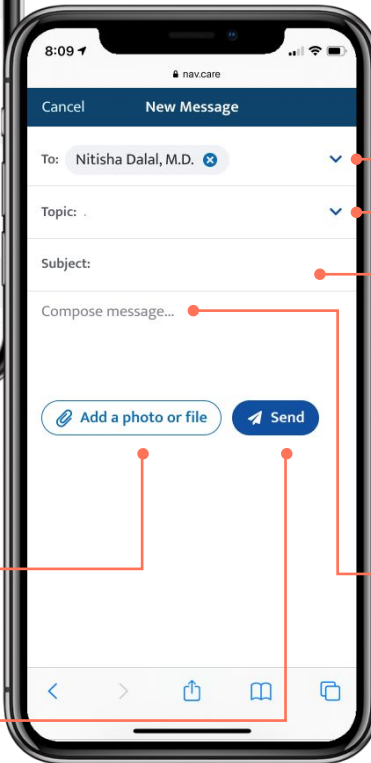 8:09
nav.care
Cancel New Message
To: Nitisha Dalal, M.D.
Topic: .
Subject:
Compose message...
Add a photo or file Send